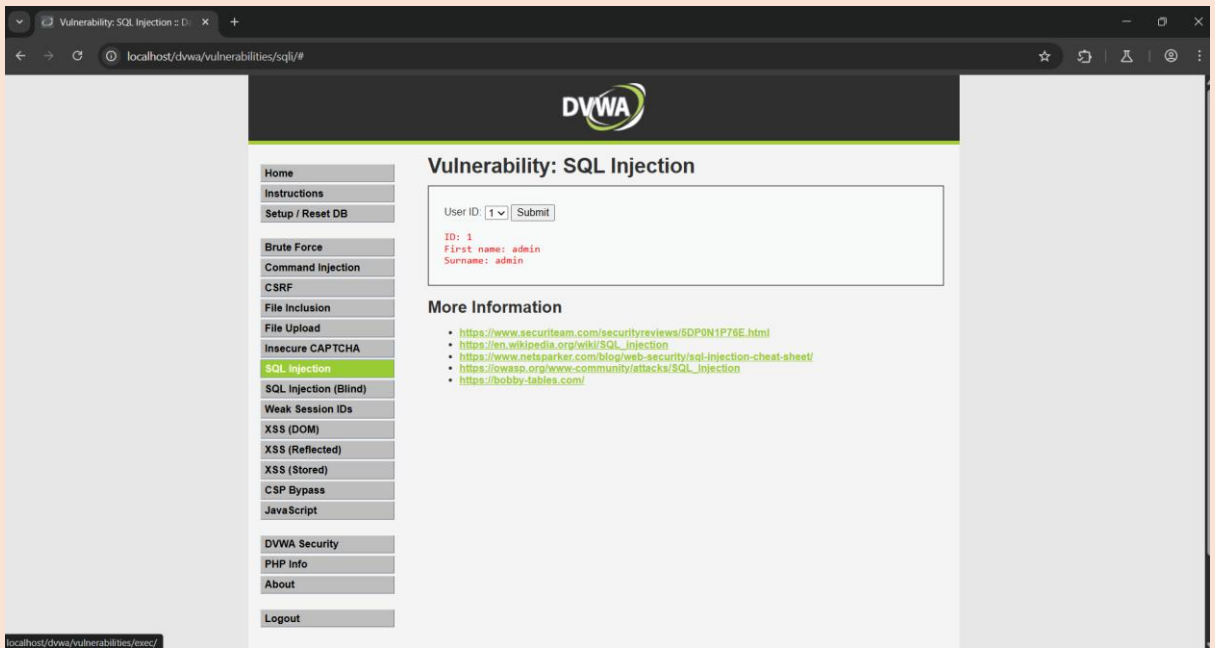 Vulnerability: SQL Injection :: D
localhost/dvwa/vulnerabilities/sqli/#
DVWA
Home
Instructions
Setup / Reset DB
Brute Force
Command Injection
CSRF
File Inclusion
File Upload
Insecure CAPTCHA
SQL Injection
SQL Injection (Blind)
Weak Session IDs
XSS (DOM)
XSS (Reflected)
XSS (Stored)
CSP Bypass
JavaScript
DVWA Security
PHP Info
About
Logout
Vulnerability: SQL Injection
User ID: 1 Submit
ID: 1
First name: admin
Surname: admin
More Information
https://www.securiteam.com/securityreviews/5DP0N1P76E.html
https://en.wikipedia.org/wiki/SQL_injection
https://www.netsparker.com/blog/web-security/sql-injection-cheat-sheet/
https://owasp.org/www-community/attacks/SQL_Injection
https://bobby-tables.com/
localhost/dvwa/vulnerabilities/exec/